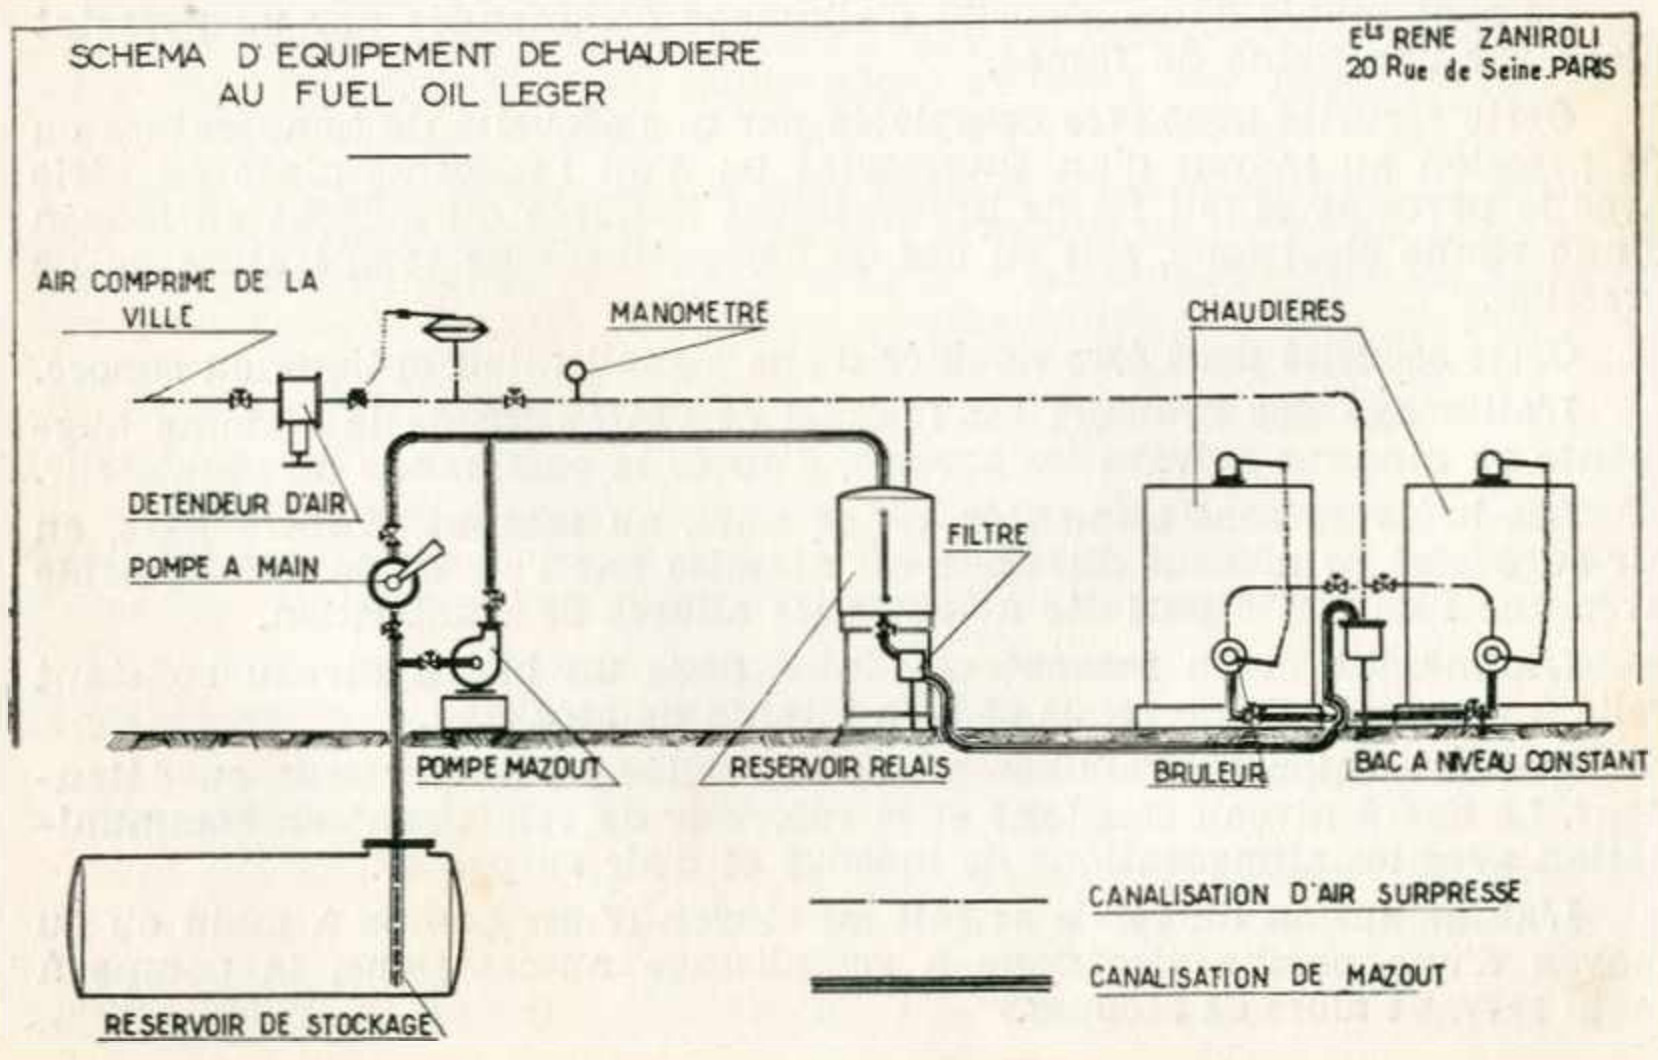 SCHEMA D'EQUIPEMENT DE CHAUDIERE
AU FUEL OIL LEGER
Ets RENE ZANIROLI
20 Rue de Seine.PARIS
AIR COMPRIME DE LA
VILLE
MANOMETRE
CHAUDIERES
DETENDEUR D'AIR
FILTRE
POMPE A MAIN
POMPE MAZOUT
RESERVOIR RELAIS
BRULEUR
BAC A NIVEAU CONSTANT
CANALISATION D'AIR SURPRESSE
CANALISATION DE MAZOUT
RESERVOIR DE STOCKAGE